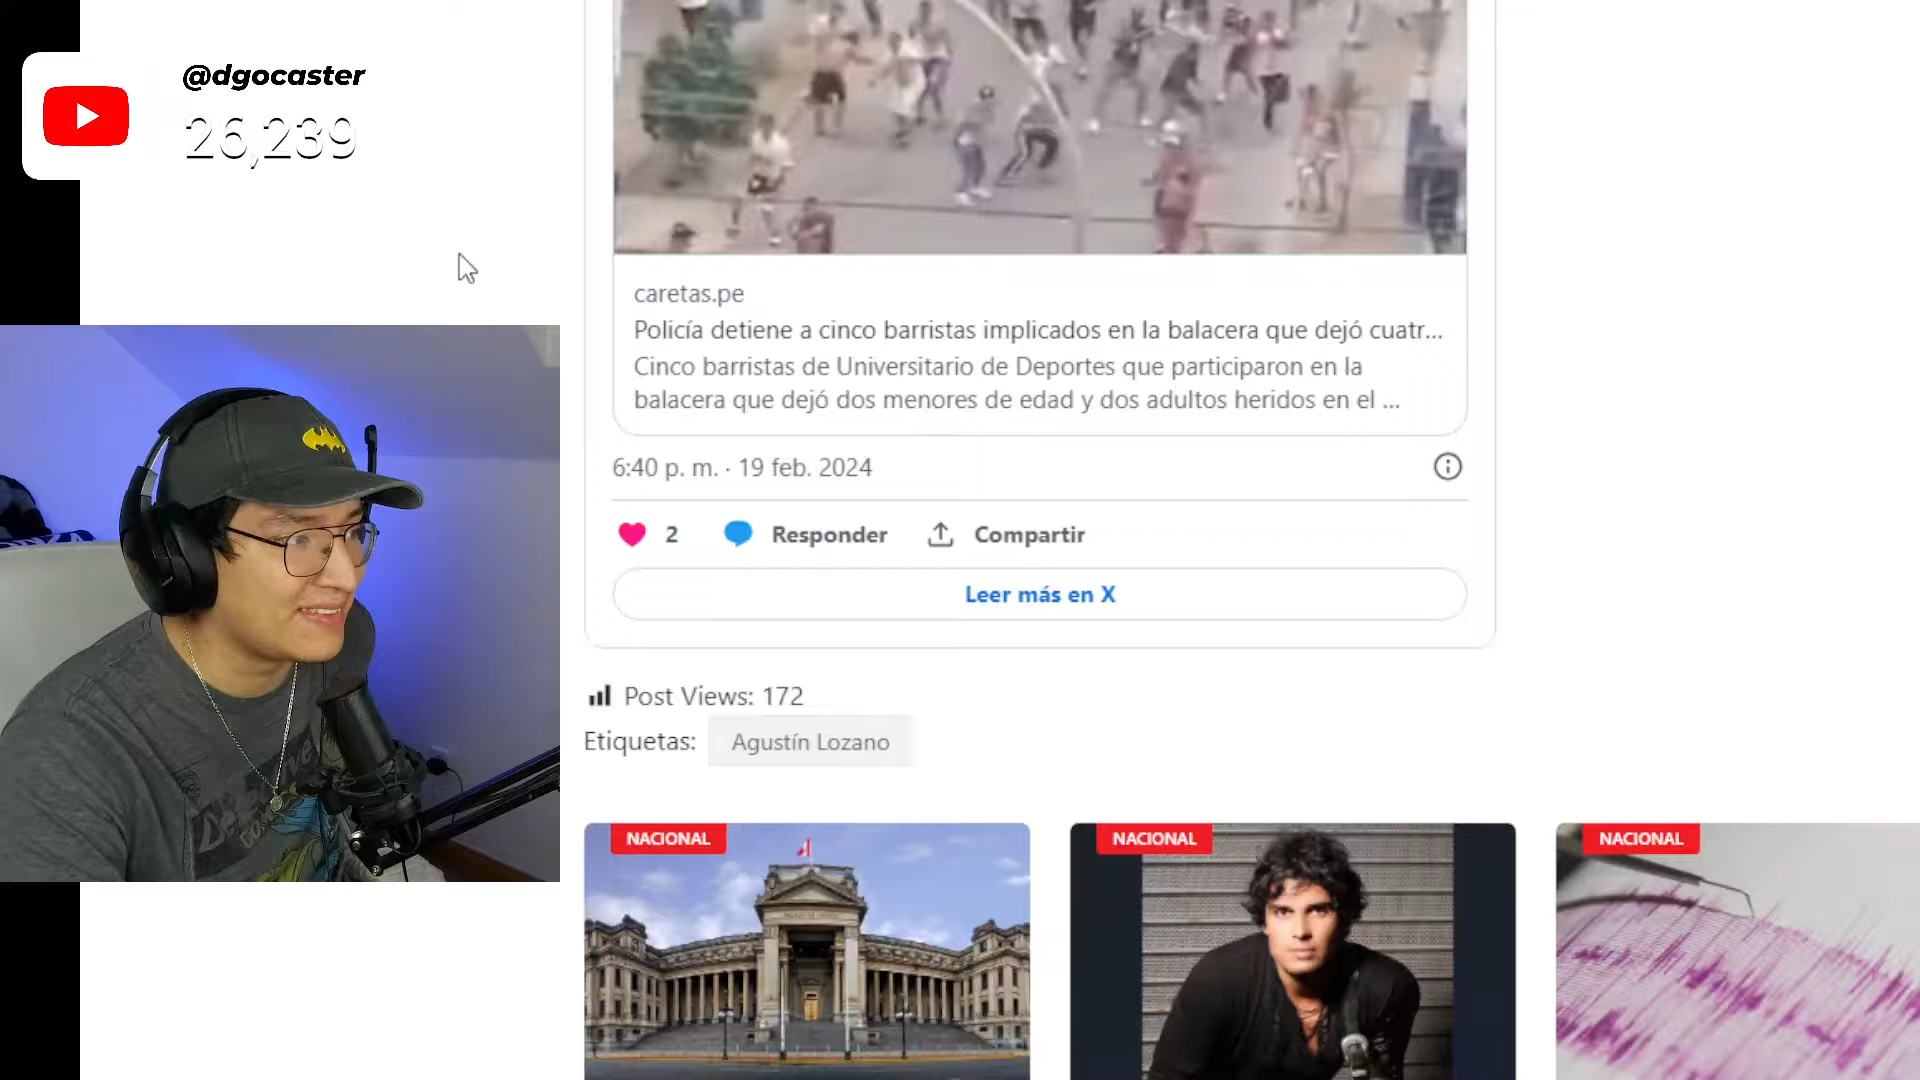 @dgocaster
26,239
caretas.pe
Policía detiene a cinco barristas implicados en la balacera que dejó cuatr...
Cinco barristas de Universitario de Deportes que participaron en la
balacera que dejó dos menores de edad y dos adultos heridos en el ...
6:40 p. m. · 19 feb. 2024
2 Responder Compartir
Leer más en X
Post Views: 172
Etiquetas: Agustín Lozano
NACIONAL
NACIONAL
NACIONAL